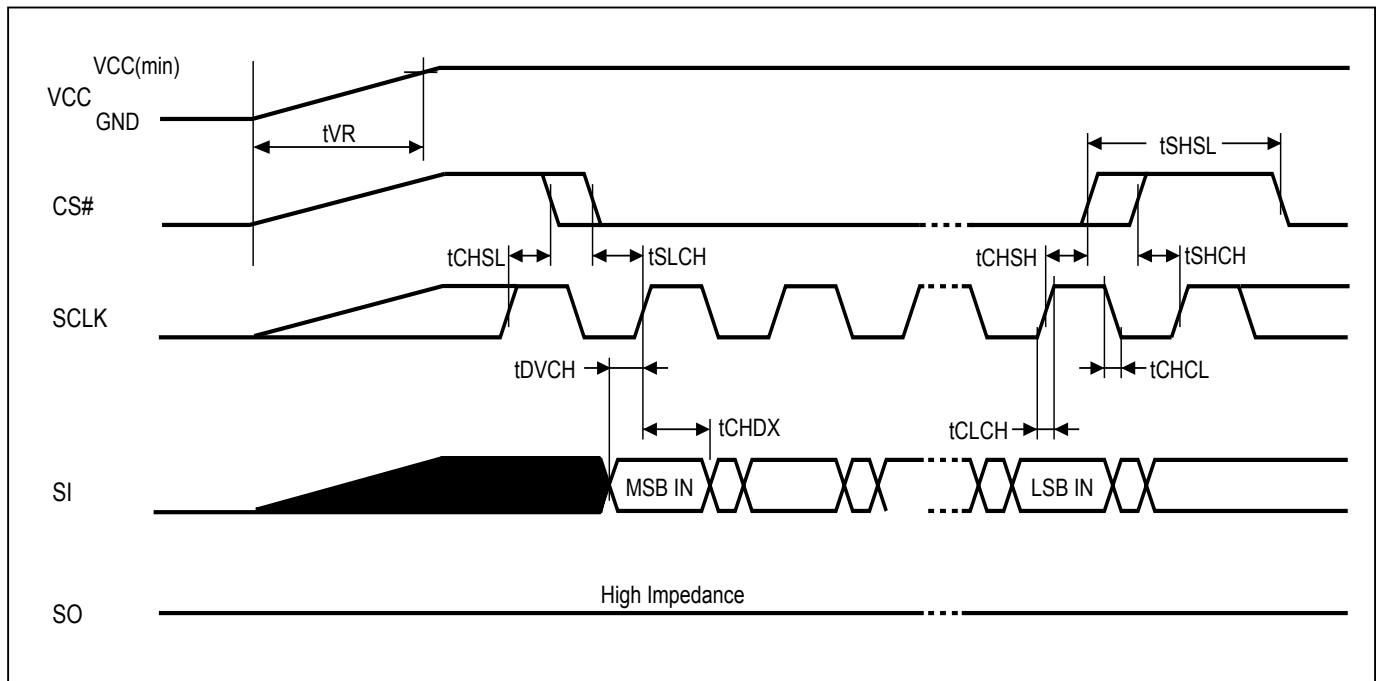 VCC(min)
VCC
GND
tVR
tSHSL
CS#
tCHSL
tSLCH
tCHSH
tSHCH
SCLK
tDVCH
tCHCL
tCHDX
tCLCH
SI
MSB IN
LSB IN
High Impedance
SO